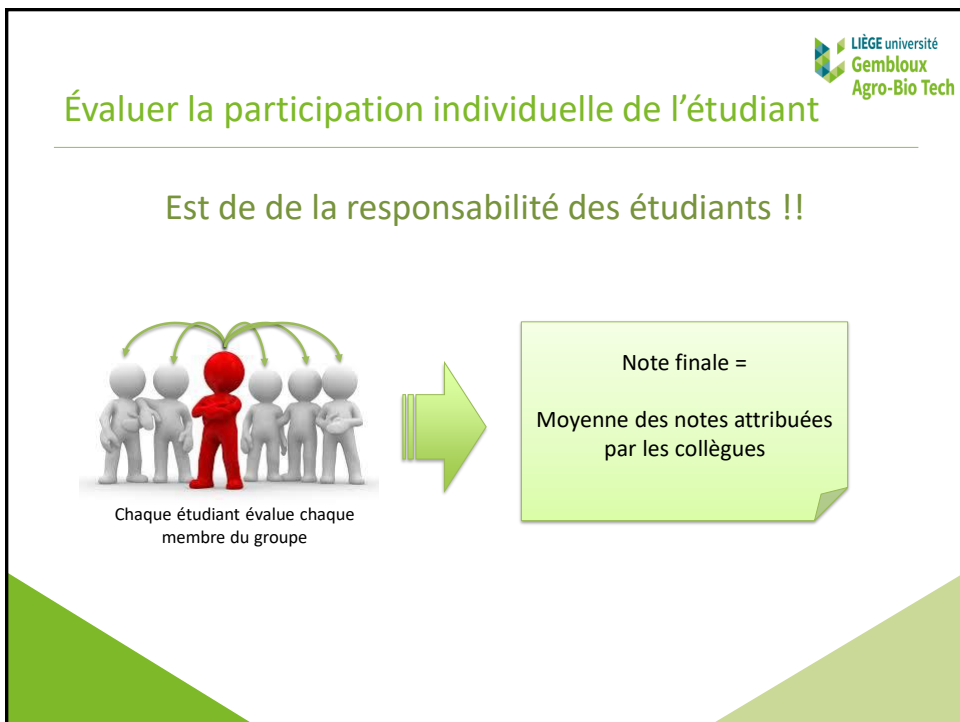 LIÈGE université
Gembloux
Agro-Bio Tech
Évaluer la participation individuelle de l’étudiant
Est de de la responsabilité des étudiants !!
Chaque étudiant évalue chaque
membre du groupe
Note finale =
Moyenne des notes attribuées
par les collègues